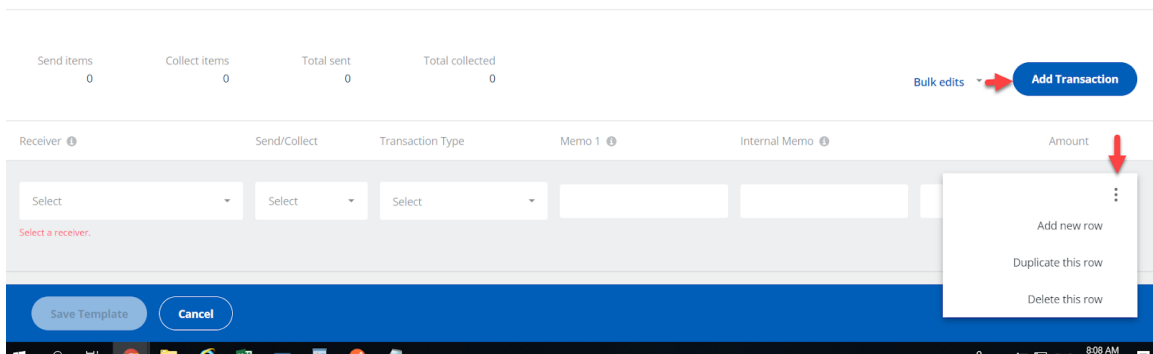 Send items Collect items Total sent Total collected
0 0 0 0
Bulk edits Add Transaction
Receiver Send/Collect Transaction Type Memo 1 Internal Memo Amount
Select Select Select
Select a receiver.
Add new row
Duplicate this row
Delete this row
Save Template Cancel
8:08 AM